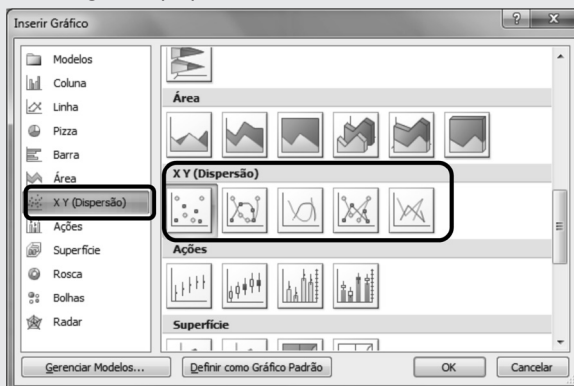 Inserir Gráfico
Modelos
Coluna
Linha
Pizza
Barra
Área
X Y (Dispersão)
Ações
Superfície
Rosca
Bolhas
Radar
Área
X Y (Dispersão)
Ações
Superfície
Gerenciar Modelos...
Definir como Gráfico Padrão
OK
Cancelar